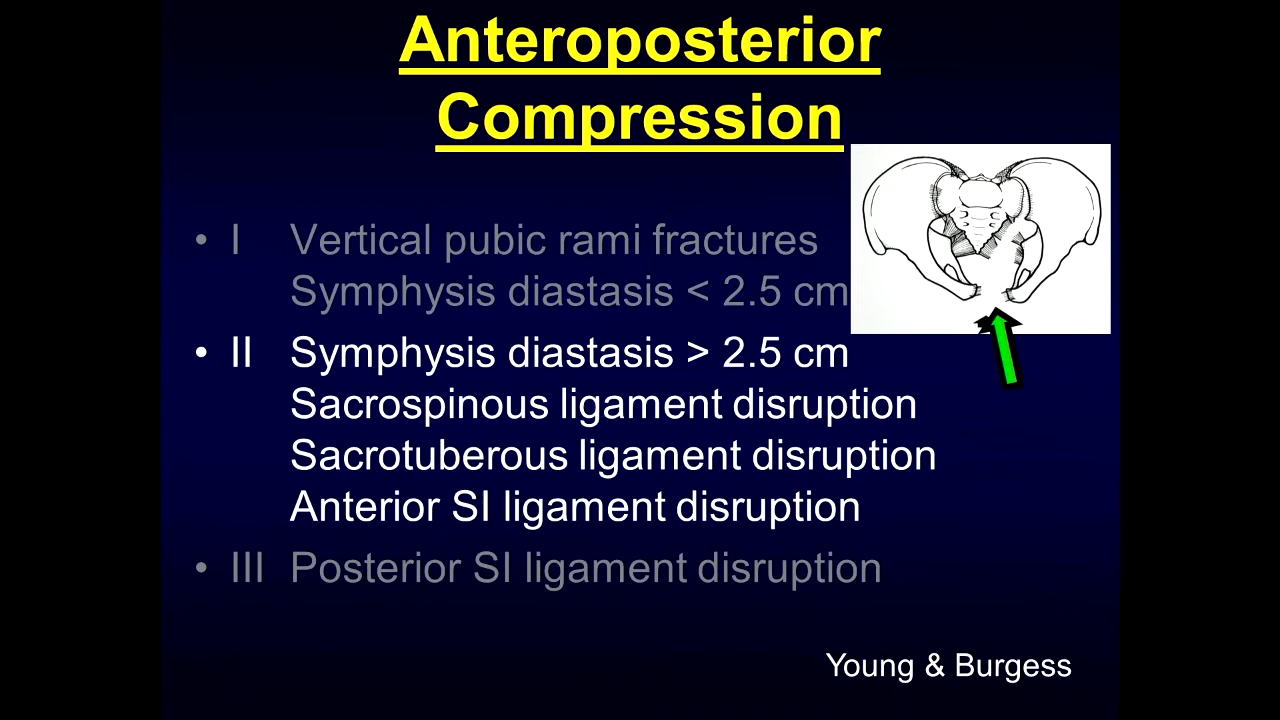 Anteroposterior
Compression
• I Vertical pubic rami fractures
Symphysis diastasis < 2.5 cm
• II Symphysis diastasis > 2.5 cm
Sacrospinous ligament disruption
Sacrotuberous ligament disruption
Anterior SI ligament disruption
• III Posterior SI ligament disruption
Young & Burgess